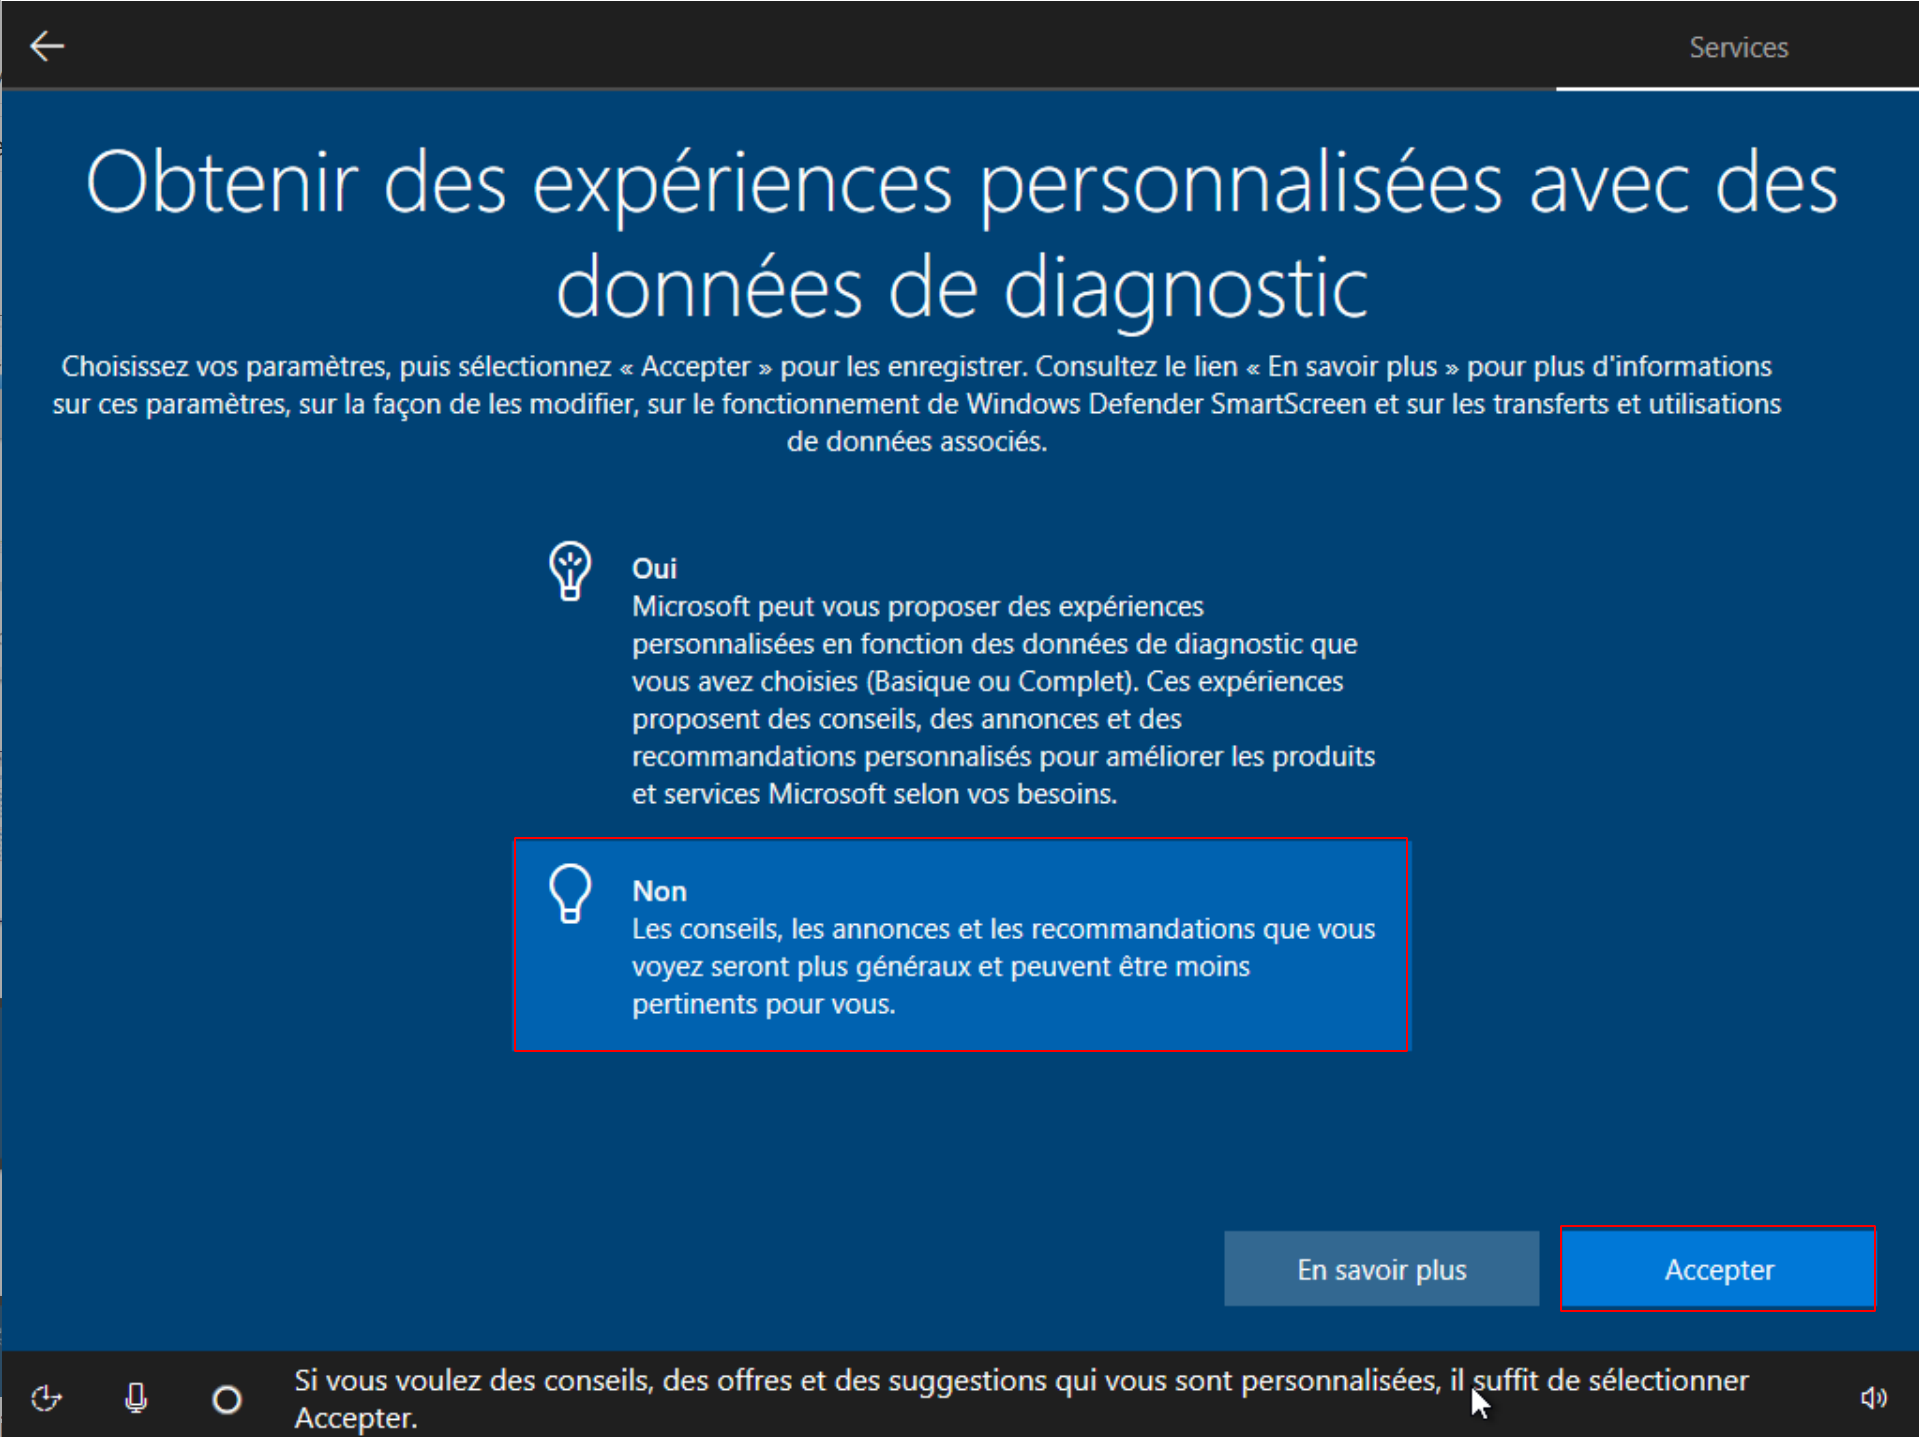 Services
Obtenir des expériences personnalisées avec des
données de diagnostic
Choisissez vos paramètres, puis sélectionnez « Accepter » pour les enregistrer. Consultez le lien « En savoir plus » pour plus d'informations
sur ces paramètres, sur la façon de les modifier, sur le fonctionnement de Windows Defender SmartScreen et sur les transferts et utilisations
de données associés.
Oui
Microsoft peut vous proposer des expériences
personnalisées en fonction des données de diagnostic que
vous avez choisies (Basique ou Complet). Ces expériences
proposent des conseils, des annonces et des
recommandations personnalisés pour améliorer les produits
et services Microsoft selon vos besoins.
Non
Les conseils, les annonces et les recommandations que vous
voyez seront plus généraux et peuvent être moins
pertinents pour vous.
En savoir plus
Accepter
Si vous voulez des conseils, des offres et des suggestions qui vous sont personnalisées, il suffit de sélectionner
Accepter.